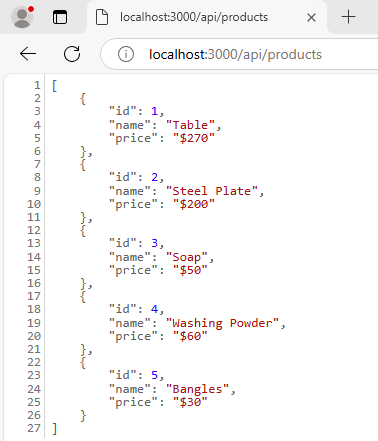 localhost:3000/api/products
localhost:3000/api/products
1 [
2     {
3         "id": 1,
4         "name": "Table",
5         "price": "$270"
6     },
7     {
8         "id": 2,
9         "name": "Steel Plate",
10         "price": "$200"
11     },
12     {
13         "id": 3,
14         "name": "Soap",
15         "price": "$50"
16     },
17     {
18         "id": 4,
19         "name": "Washing Powder",
20         "price": "$60"
21     },
22     {
23         "id": 5,
24         "name": "Bangles",
25         "price": "$30"
26     }
27 ]